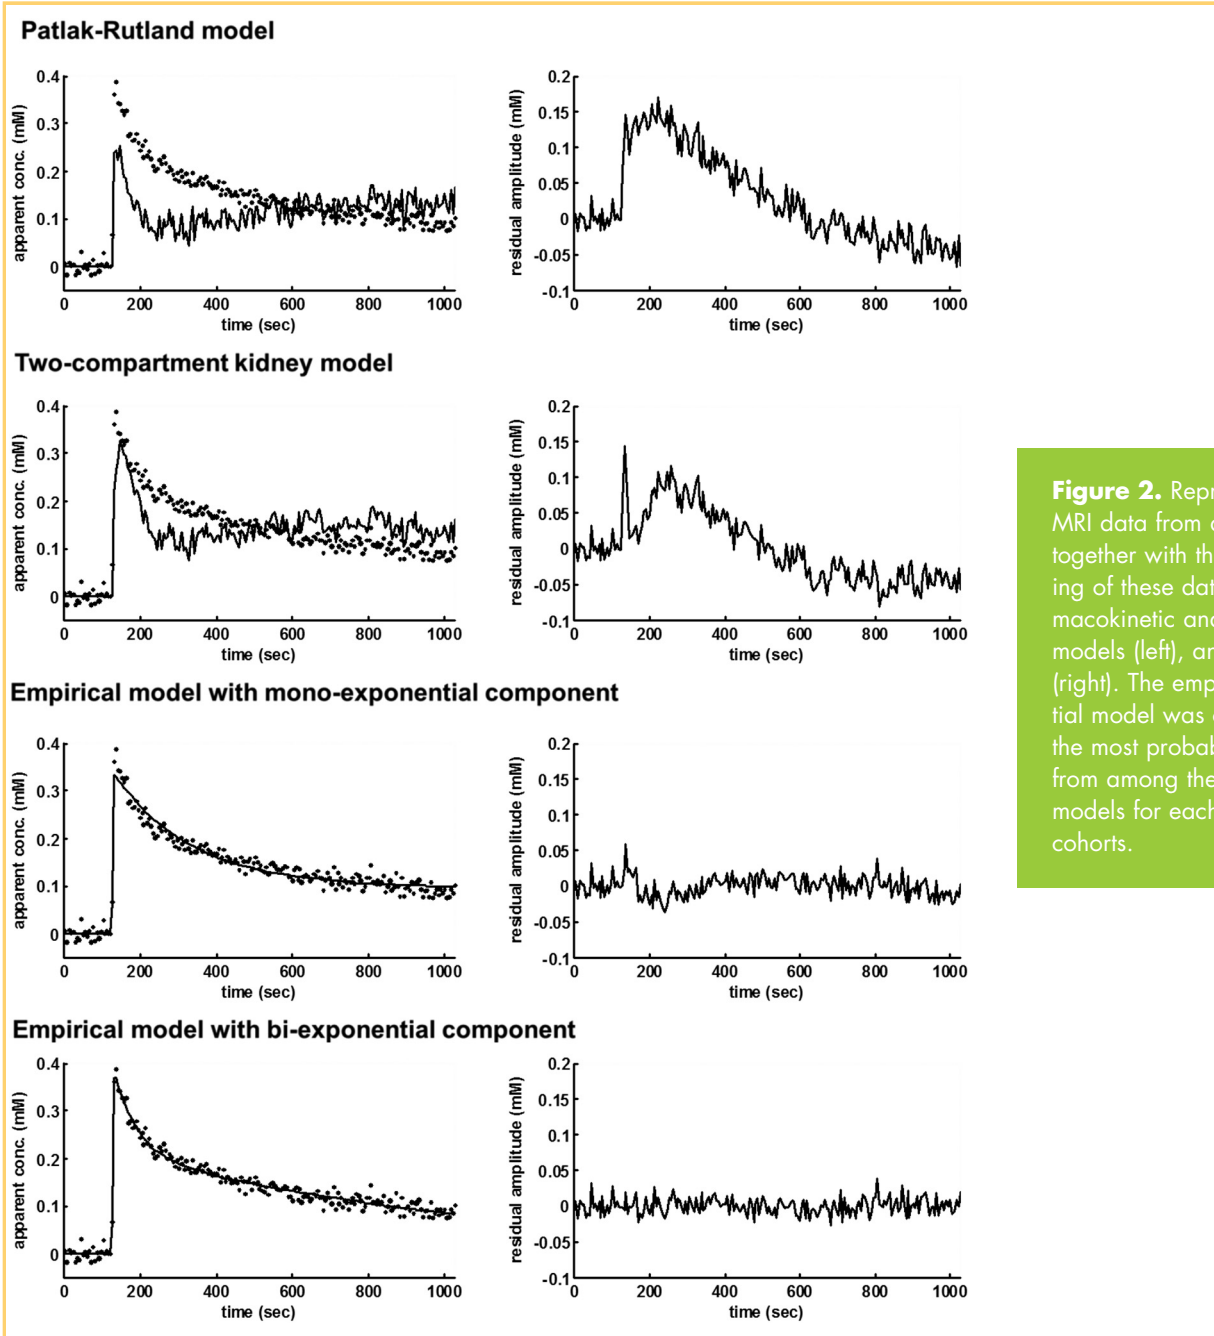 Patlak-Rutland model
0.4
0.3
0.2
0.1
0
apparent conc. (mM)
0 200 400 600 800 1000
time (sec)
0.2
0.15
0.1
0.05
0
-0.05
-0.1
residual amplitude (mM)
0 200 400 600 800 1000
time (sec)
Two-compartment kidney model
0.4
0.3
0.2
0.1
0
apparent conc. (mM)
0 200 400 600 800 1000
time (sec)
0.2
0.15
0.1
0.05
0
-0.05
-0.1
residual amplitude (mM)
0 200 400 600 800 1000
time (sec)
Empirical model with mono-exponential component
0.4
0.3
0.2
0.1
0
apparent conc. (mM)
0 200 400 600 800 1000
time (sec)
0.2
0.15
0.1
0.05
0
-0.05
-0.1
residual amplitude (mM)
0 200 400 600 800 1000
time (sec)
Empirical model with bi-exponential component
0.4
0.3
0.2
0.1
0
apparent conc. (mM)
0 200 400 600 800 1000
time (sec)
0.2
0.15
0.1
0.05
0
-0.05
-0.1
residual amplitude (mM)
0 200 400 600 800 1000
time (sec)
Figure 2.
MRI data from
together with
ing of these
macokinetic
models (left),
(right). The
tial model was
the most
from among the
models for each
cohorts.